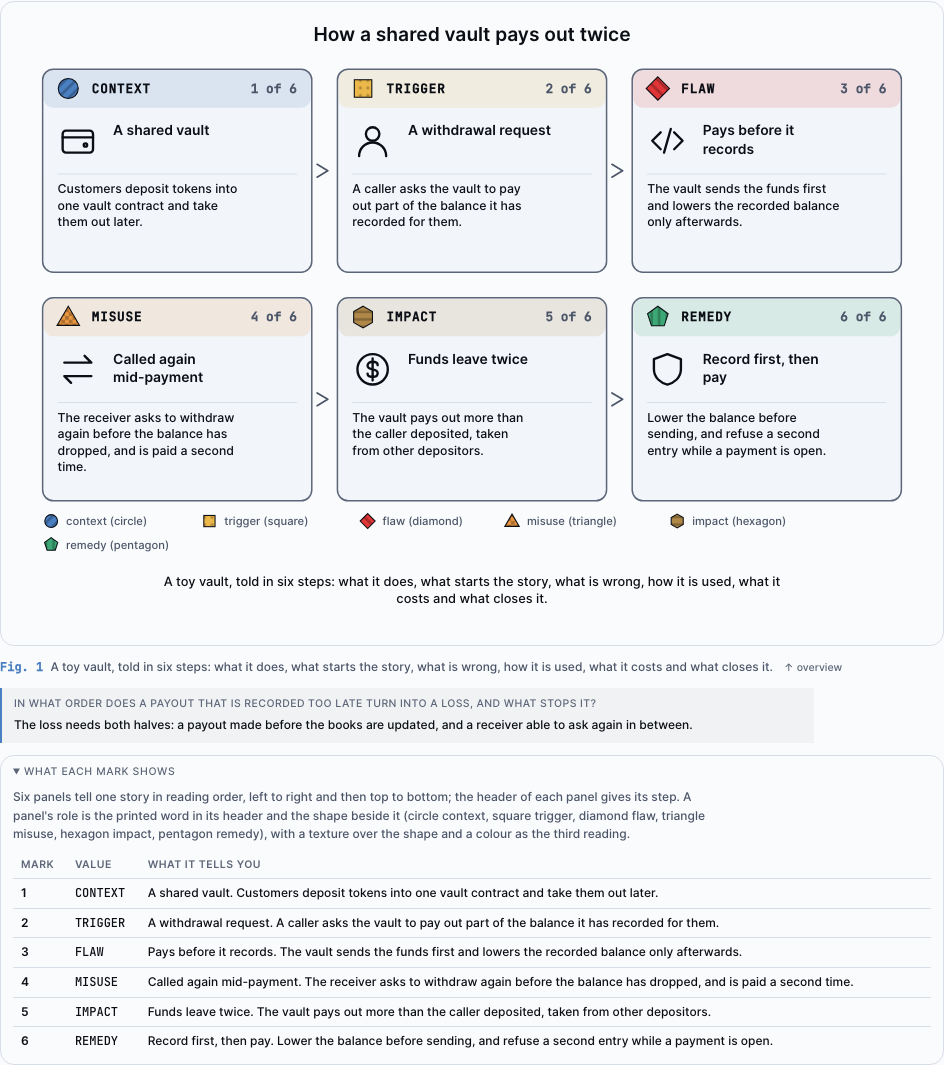 How a shared vault pays out twice
CONTEXT 1 of 6
A shared vault
Customers deposit tokens into
one vault contract and take
them out later.
>
TRIGGER 2 of 6
A withdrawal request
A caller asks the vault to pay
out part of the balance it has
recorded for them.
>
FLAW 3 of 6
Pays before it
records
The vault sends the funds first
and lowers the recorded balance
only afterwards.
MISUSE 4 of 6
Called again
mid-payment
The receiver asks to withdraw
again before the balance has
dropped, and is paid a second
time.
>
IMPACT 5 of 6
Funds leave twice
The vault pays out more than
the caller deposited, taken
from other depositors.
>
REMEDY 6 of 6
Record first, then
pay
Lower the balance before
sending, and refuse a second
entry while a payment is open.
context (circle) trigger (square) flaw (diamond) misuse (triangle) impact (hexagon)
remedy (pentagon)
A toy vault, told in six steps: what it does, what starts the story, what is wrong, how it is used, what it
costs and what closes it.
Fig. 1 A toy vault, told in six steps: what it does, what starts the story, what is wrong, how it is used, what it costs and what closes it. ↑ overview
IN WHAT ORDER DOES A PAYOUT THAT IS RECORDED TOO LATE TURN INTO A LOSS, AND WHAT STOPS IT?
The loss needs both halves: a payout made before the books are updated, and a receiver able to ask again in between.
▼ WHAT EACH MARK SHOWS
Six panels tell one story in reading order, left to right and then top to bottom; the header of each panel gives its step. A
panel's role is the printed word in its header and the shape beside it (circle context, square trigger, diamond flaw, triangle
misuse, hexagon impact, pentagon remedy), with a texture over the shape and a colour as the third reading.
MARK VALUE WHAT IT TELLS YOU
1 CONTEXT A shared vault. Customers deposit tokens into one vault contract and take them out later.
2 TRIGGER A withdrawal request. A caller asks the vault to pay out part of the balance it has recorded for them.
3 FLAW Pays before it records. The vault sends the funds first and lowers the recorded balance only afterwards.
4 MISUSE Called again mid-payment. The receiver asks to withdraw again before the balance has dropped, and is paid a second time.
5 IMPACT Funds leave twice. The vault pays out more than the caller deposited, taken from other depositors.
6 REMEDY Record first, then pay. Lower the balance before sending, and refuse a second entry while a payment is open.